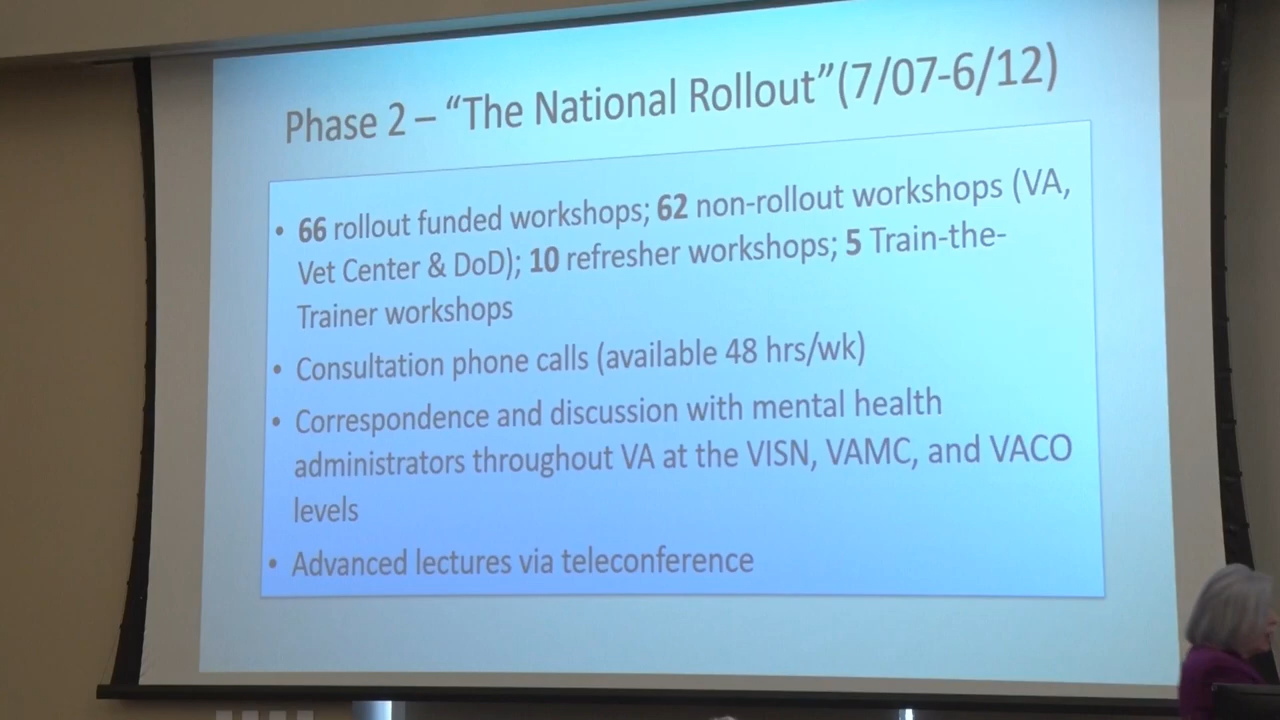 Phase 2 – “The National Rollout”(7/07-6/12)
• 66 rollout funded workshops; 62 non-rollout workshops (VA,
Vet Center & DoD); 10 refresher workshops; 5 Train-the-
Trainer workshops
• Consultation phone calls (available 48 hrs/wk)
• Correspondence and discussion with mental health
administrators throughout VA at the VISN, VAMC, and VACO
levels
• Advanced lectures via teleconference